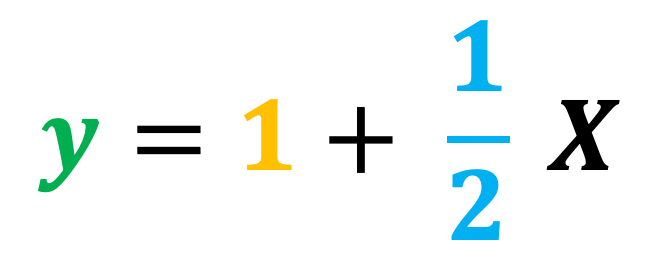 y = 1 + 1/2 X